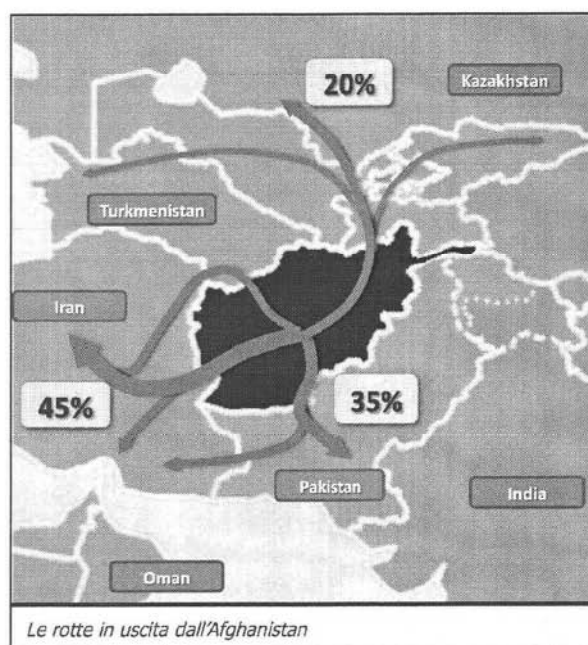 20%
Kazakhstan
Turkmenistan
Iran
45%
35%
Pakistan
India
Oman
Le rotte in uscita dall'Afghanistan